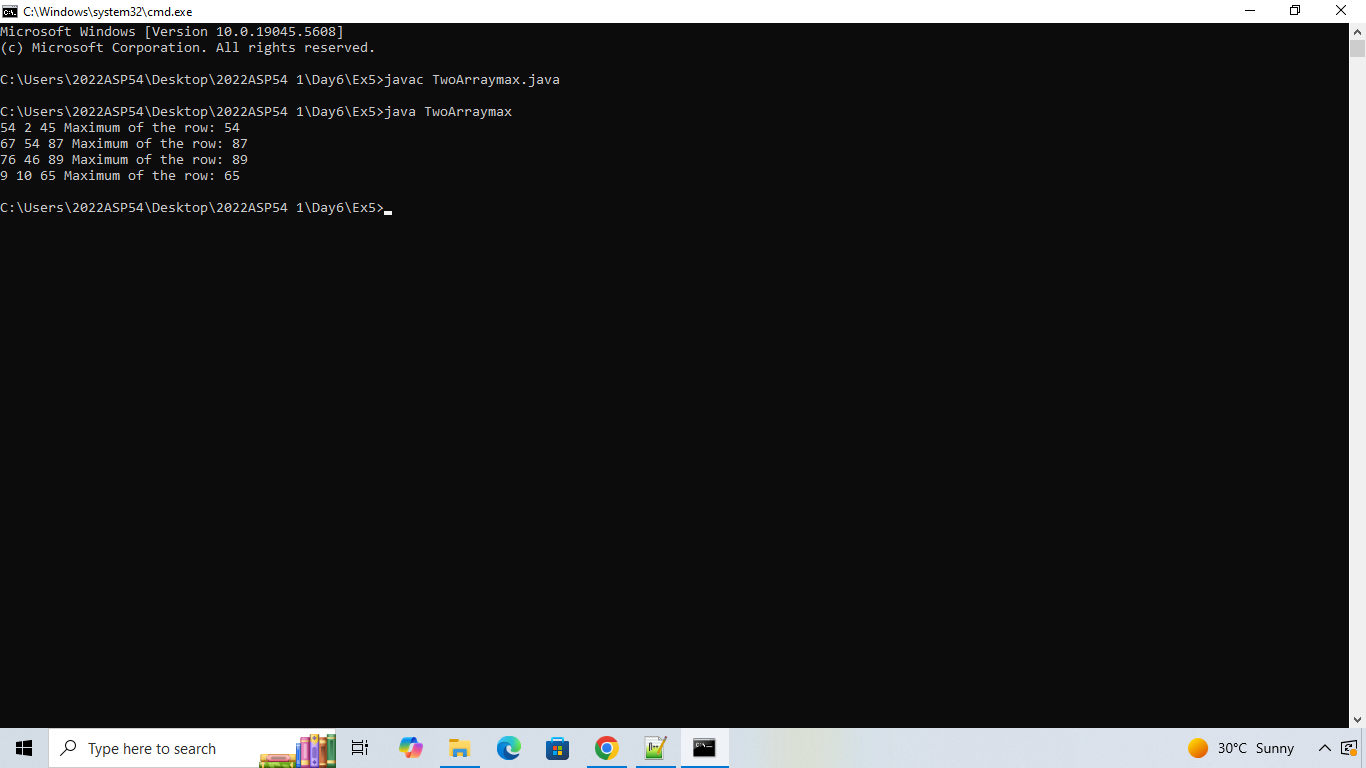 C:\Windows\system32\cmd.exe
Microsoft Windows [Version 10.0.19045.5608]
(c) Microsoft Corporation. All rights reserved.
C:\Users\2022ASP54\Desktop\2022ASP54 1\Day6\Ex5>javac TwoArraymax.java
C:\Users\2022ASP54\Desktop\2022ASP54 1\Day6\Ex5>java TwoArraymax
54 2 45 Maximum of the row: 54
67 54 87 Maximum of the row: 87
76 46 89 Maximum of the row: 89
9 10 65 Maximum of the row: 65
C:\Users\2022ASP54\Desktop\2022ASP54 1\Day6\Ex5>
Type here to search
30°C Sunny